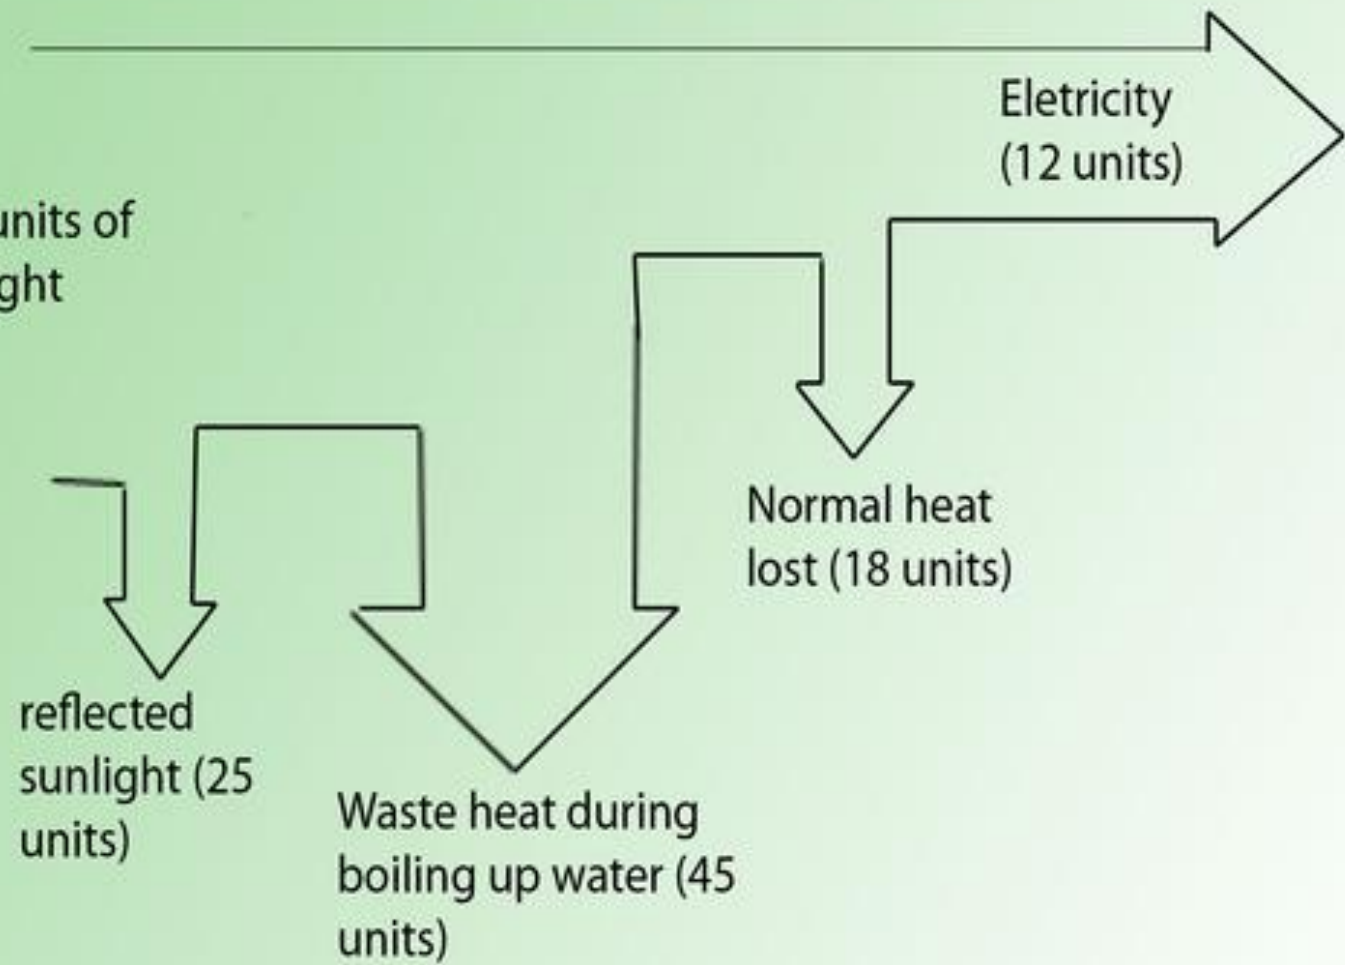 Eletricity
(12 units)
units of
ght
Normal heat
lost (18 units)
reflected
sunlight (25
units)
Waste heat during
boiling up water (45
units)